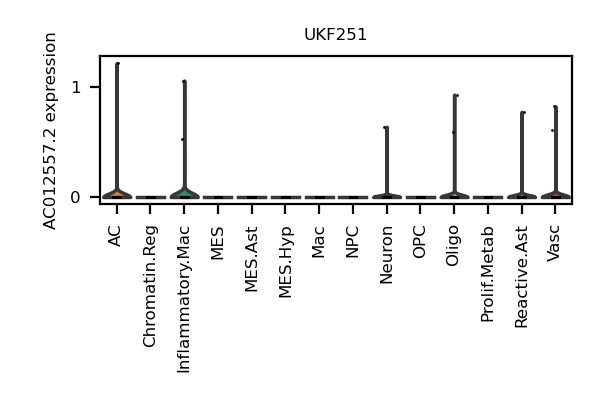 UKF251
AC012557.2 expression
1
0
AC
Chromatin.Reg
Inflammatory.Mac
MES
MES.Ast
MES.Hyp
Mac
NPC
Neuron
OPC
Oligo
Prolif.Metab
Reactive.Ast
Vasc